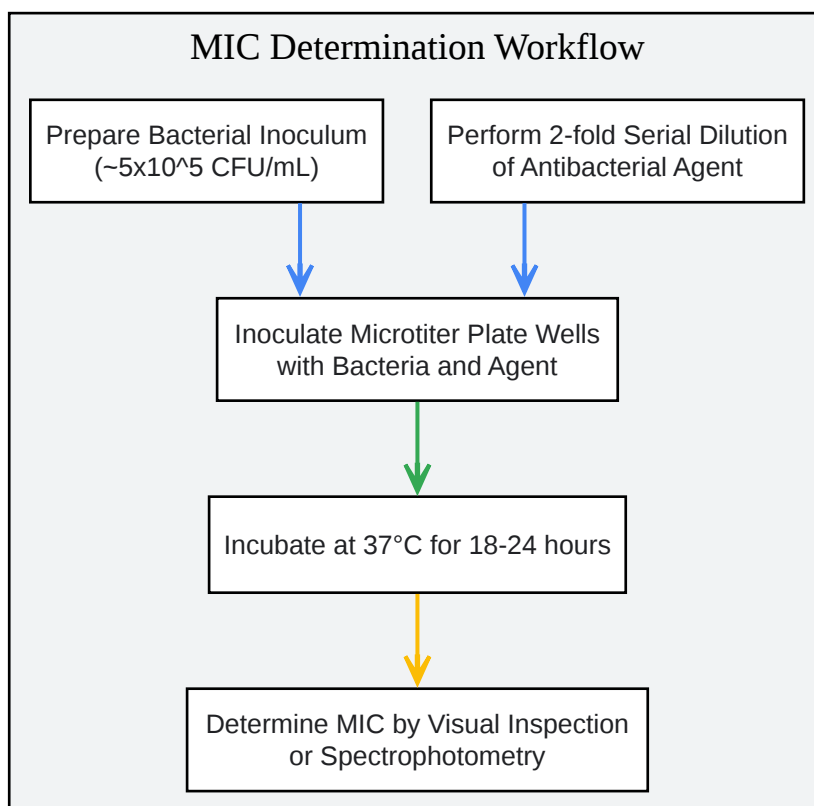 MIC Determination Workflow
Prepare Bacterial Inoculum
(~5x10^5 CFU/mL)
Perform 2-fold Serial Dilution
of Antibacterial Agent
Inoculate Microtiter Plate Wells
with Bacteria and Agent
Incubate at 37°C for 18-24 hours
Determine MIC by Visual Inspection
or Spectrophotometry